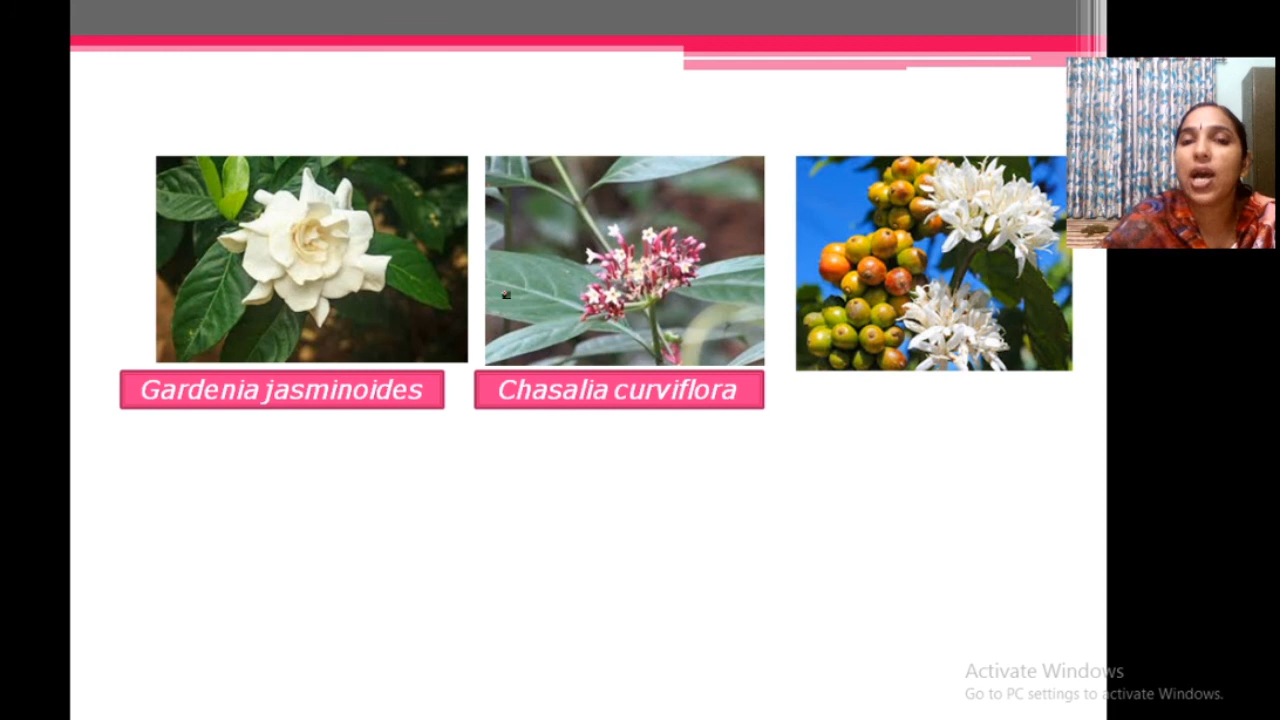 Gardenia jasminoides
Chasalia curviflora
Activate Windows
Go to PC settings to activate Windows.